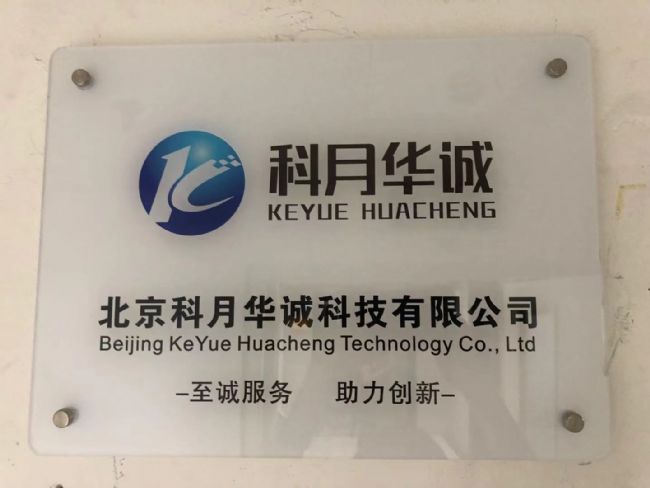 科月华诚
KEYUE HUACHENG
北京科月华诚科技有限公司
Beijing KeYue Huacheng Technology Co., Ltd
–至诚服务 助力创新–